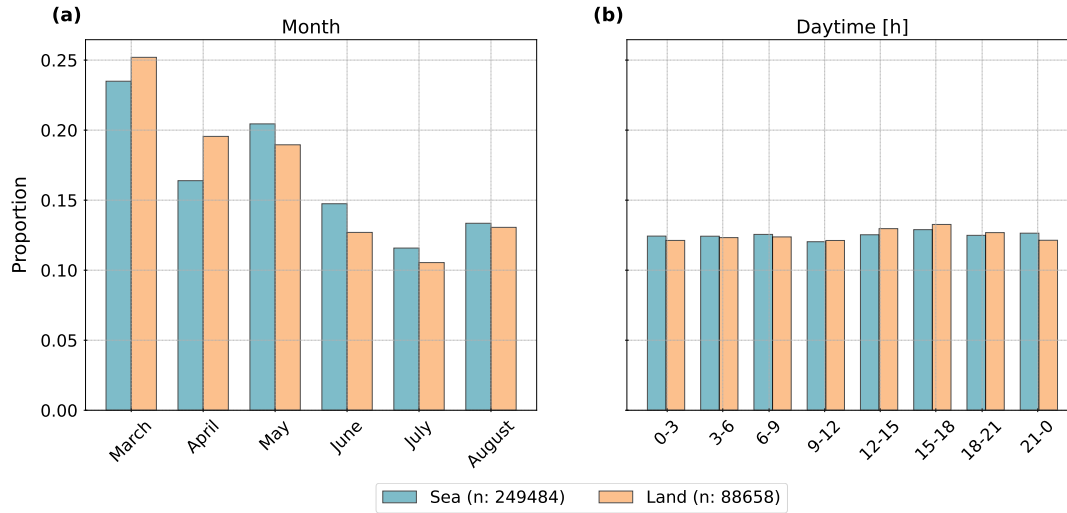 (a)
Month
Proportion
0.25
0.20
0.15
0.10
0.05
0.00
March
April
May
June
July
August
(b)
Daytime [h]
0-3
3-6
6-9
9-12
12-15
15-18
18-21
21-0
Sea (n: 249484)
Land (n: 88658)